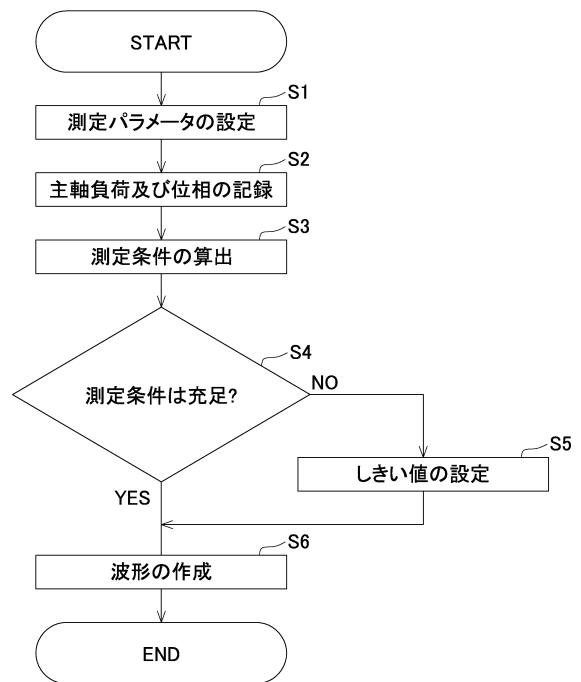 START
S1
測定パラメータの設定
S2
主軸負荷及び位相の記録
S3
測定条件の算出
S4
測定条件は充足?
NO
S5
しきい値の設定
YES
S6
波形の作成
END